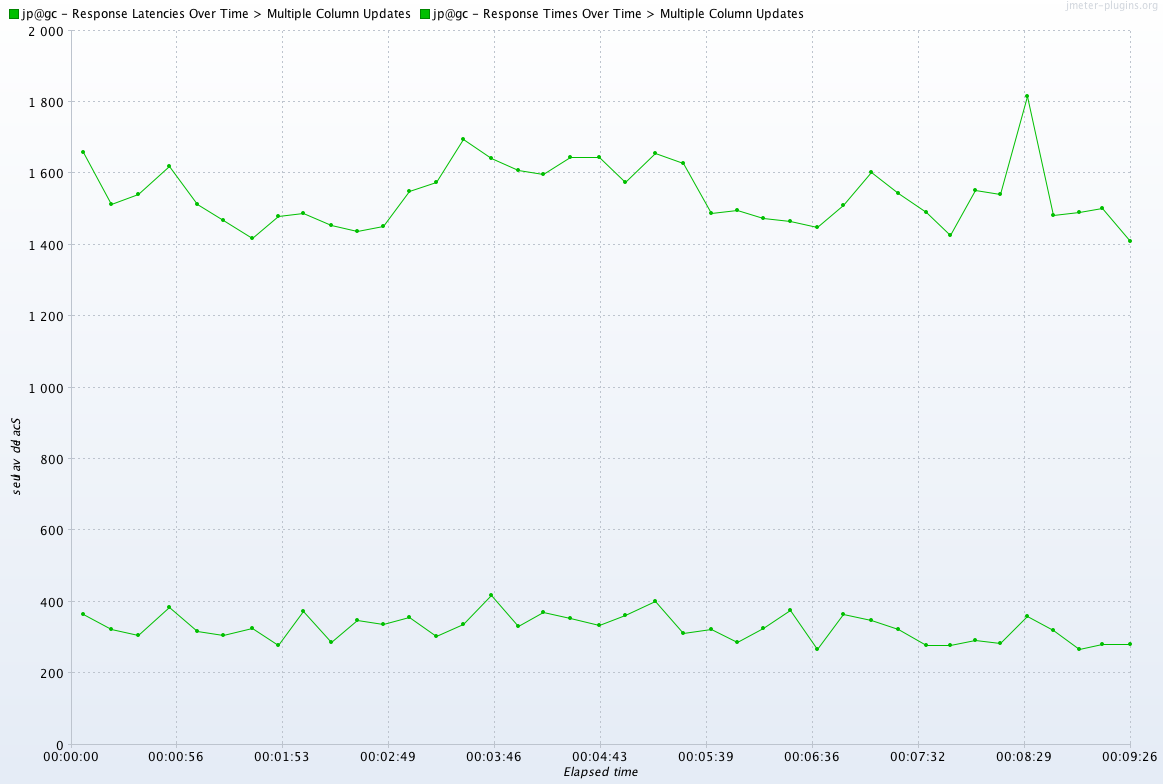 jmeter-plugins.org
jp@gc - Response Latencies Over Time > Multiple Column Updates jp@gc - Response Times Over Time > Multiple Column Updates
2 000
1 800
1 600
1 400
1 200
1 000
800
600
400
200
0
00:00:00 00:00:56 00:01:53 00:02:49 00:03:46 00:04:43 00:05:39 00:06:36 00:07:32 00:08:29 00:09:26
Elapsed time